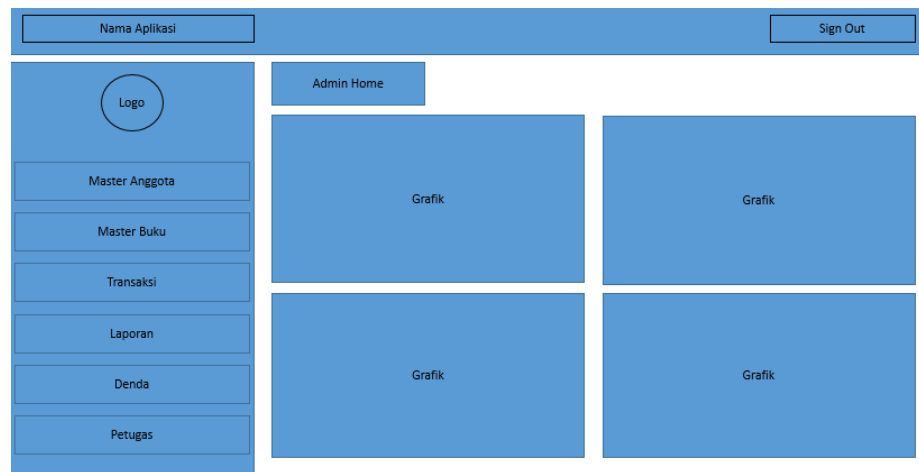 Nama Aplikasi
Sign Out
Logo
Master Anggota
Master Buku
Transaksi
Laporan
Denda
Petugas
Admin Home
Grafik
Grafik
Grafik
Grafik